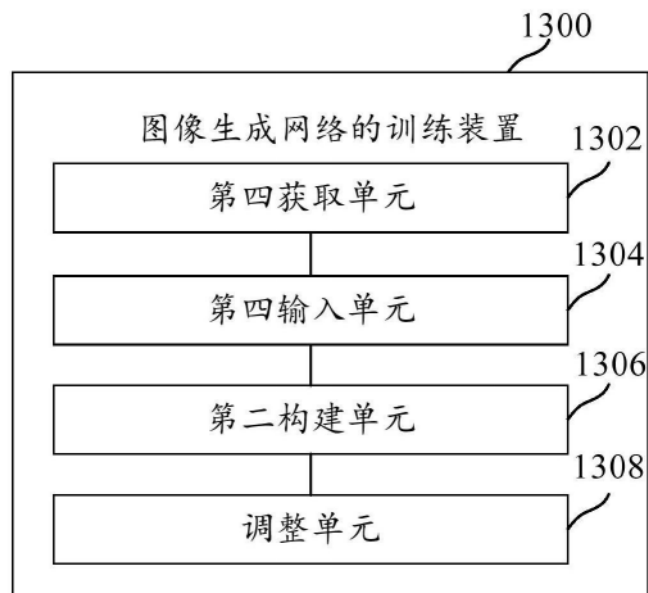 1300
图像生成网络的训练装置
1302
第四获取单元
1304
第四输入单元
1306
第二构建单元
1308
调整单元